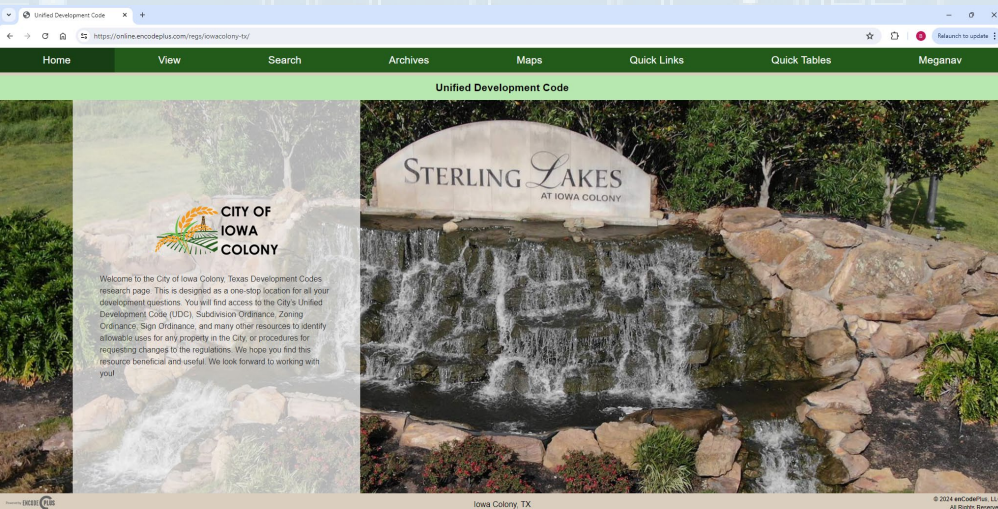 Unified Development Code
https://online.encodeplus.com/regs/iowacolony-tx/
Relaunch to update
Home View Search Archives Maps Quick Links Quick Tables Meganav
Unified Development Code
STERLING LAKES
AT IOWA COLONY
CITY OF
IOWA
COLONY
Welcome to the City of Iowa Colony, Texas Development Codes
research page. This is designed as a one-stop location for all your
development questions. You will find access to the City's Unified
Development Code (UDC), Subdivision Ordinance, Zoning
Ordinance, Sign Ordinance, and many other resources to identify
allowable uses for any property in the City, or procedures for
requesting changes to the regulations. We hope you find this
resource beneficial and useful. We look forward to working with
you!
ENCODE PLUS
Iowa Colony, TX
© 2024 enCodePlus, LL
All Rights Reserve